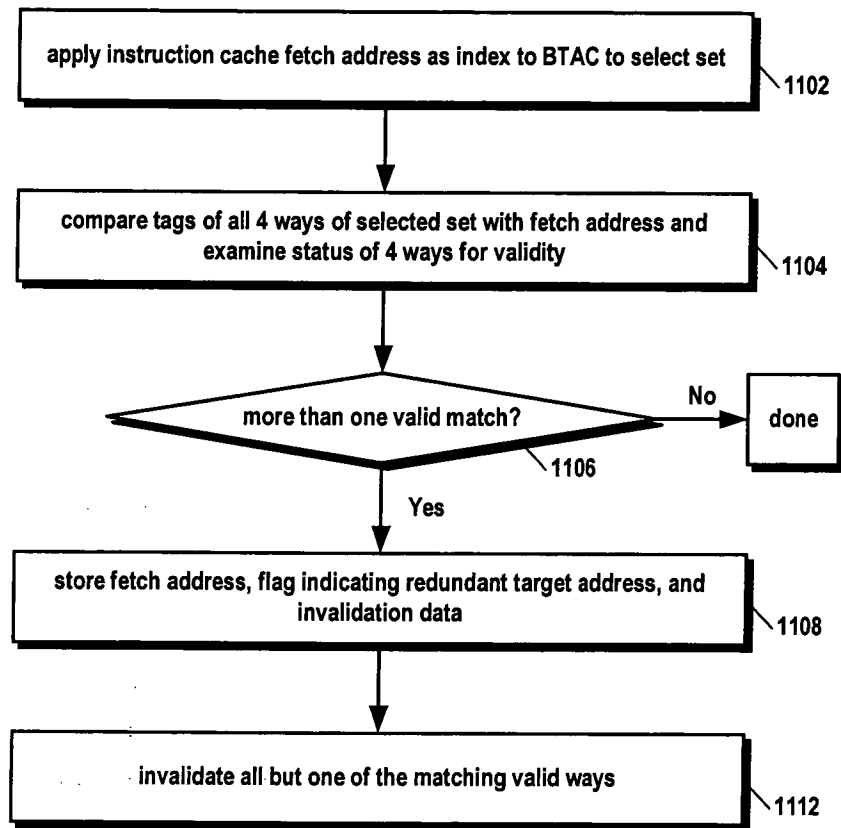 apply instruction cache fetch address as index to BTAC to select set
1102
compare tags of all 4 ways of selected set with fetch address and
examine status of 4 ways for validity
1104
more than one valid match?
No
done
1106
Yes
store fetch address, flag indicating redundant target address, and
invalidation data
1108
invalidate all but one of the matching valid ways
1112